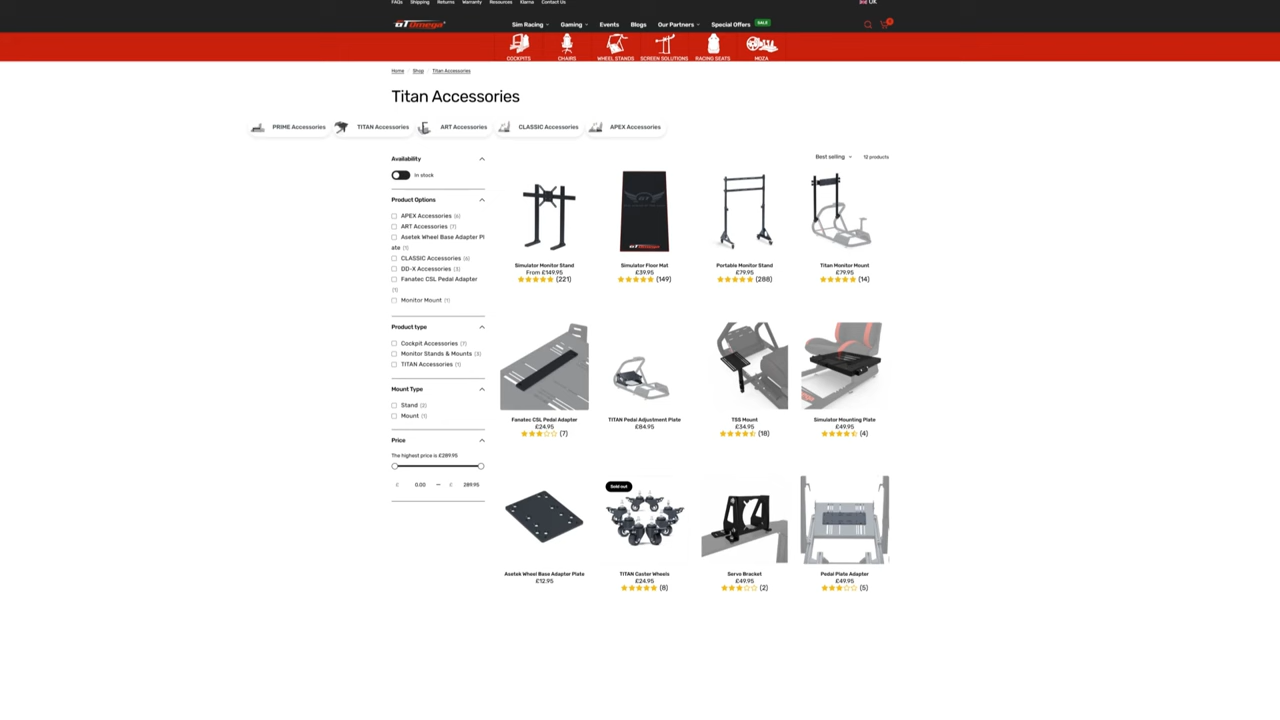 FAQs Shipping Returns Warranty Resources Klarna Contact Us
UK
GT Omega
Sim Racing Gaming Events Blogs Our Partners Special Offers SALE
COCKPITS CHAIRS WHEEL STANDS SCREEN SOLUTIONS RACING SEATS MOZA
Home Shop Titan Accessories
Titan Accessories
PRIME Accessories TITAN Accessories ART Accessories CLASSIC Accessories APEX Accessories
Best selling 12 products
Availability
In stock
Product Options
APEX Accessories (6)
ART Accessories (7)
Asetek Wheel Base Adapter Pl
ate (1)
CLASSIC Accessories (6)
DD-X Accessories (3)
Fanatec CSL Pedal Adapter
(1)
Monitor Mount (1)
Product type
Cockpit Accessories (7)
Monitor Stands & Mounts (3)
TITAN Accessories (1)
Mount Type
Stand (2)
Mount (1)
Price
The highest price is £289.95
£ 0.00 — £ 289.95
Simulator Monitor Stand
From £149.95
(221)
Simulator Floor Mat
£39.95
(149)
Portable Monitor Stand
£79.95
(288)
Titan Monitor Mount
£79.95
(14)
Fanatec CSL Pedal Adapter
£24.95
(7)
TITAN Pedal Adjustment Plate
£84.95
TSS Mount
£34.95
(18)
Simulator Mounting Plate
£49.95
(4)
Asetek Wheel Base Adapter Plate
£12.95
Sold out
TITAN Caster Wheels
£24.95
(8)
Servo Bracket
£49.95
(2)
Pedal Plate Adapter
£49.95
(5)